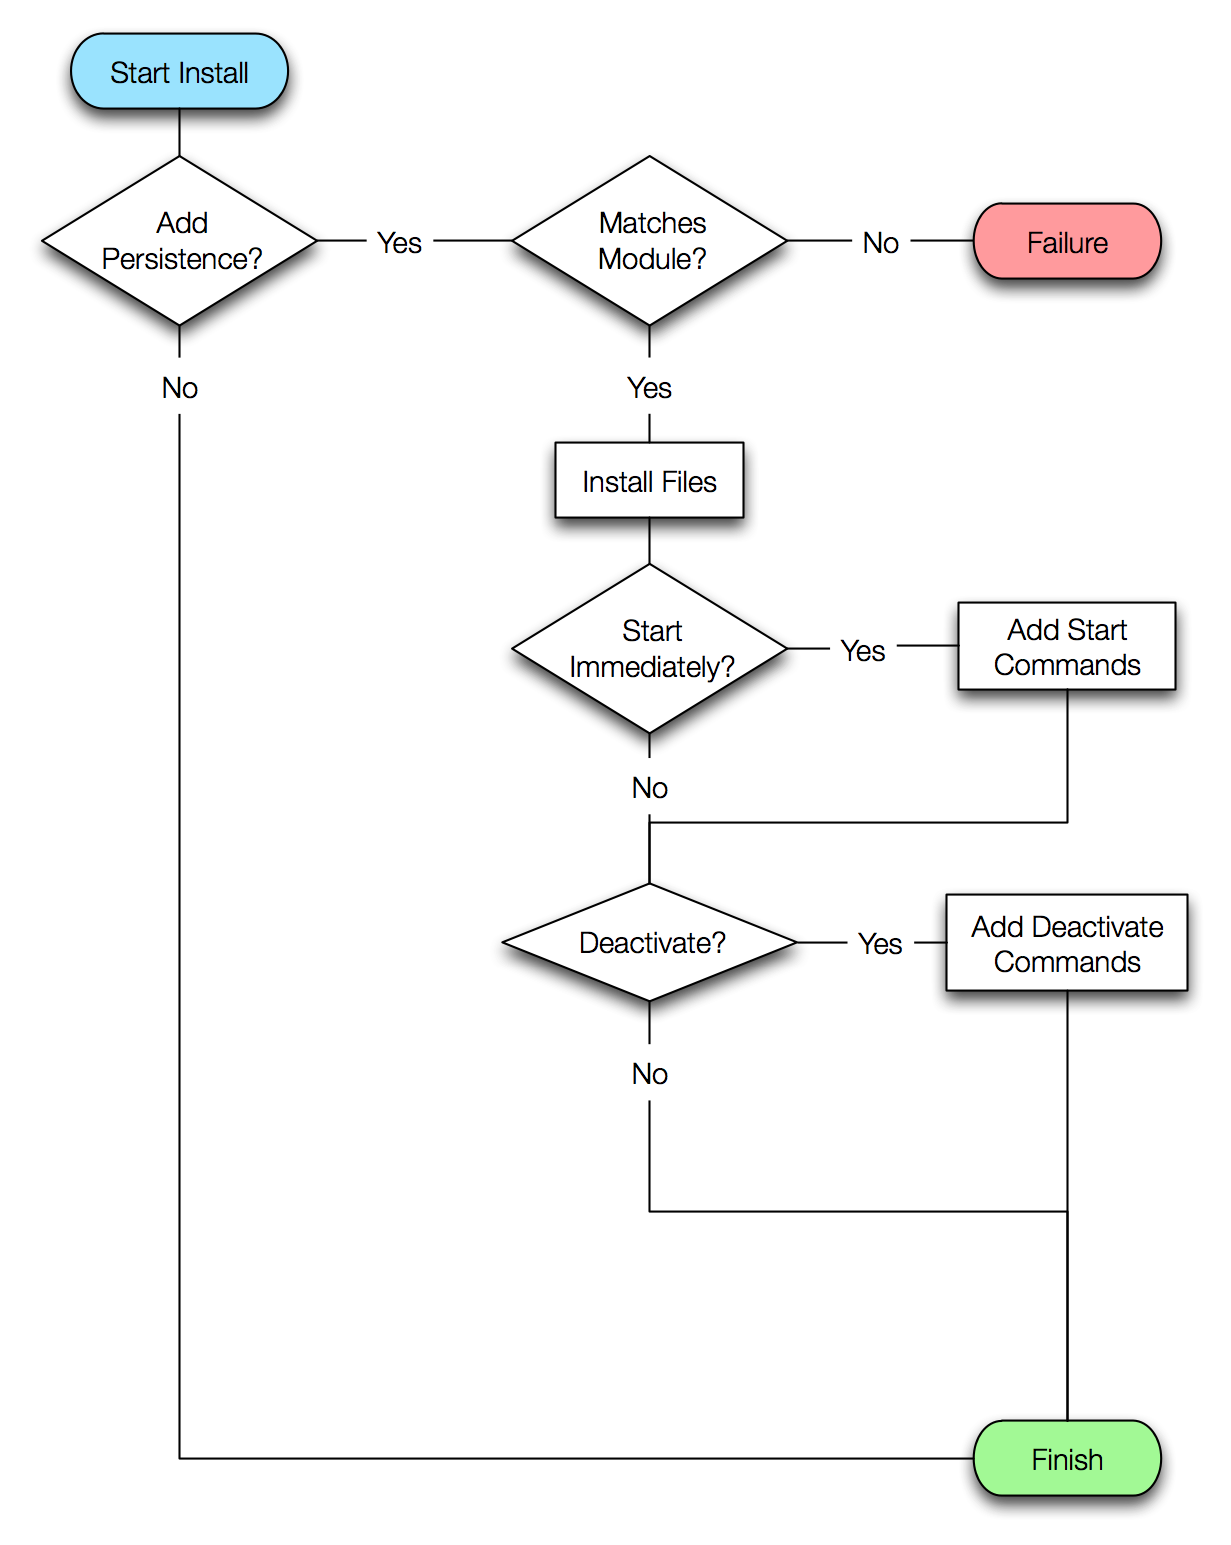 Start Install
Add
Persistence?
Yes
Matches
Module?
No
Failure
No
Yes
Install Files
Start
Immediately?
Yes
Add Start
Commands
No
Deactivate?
Yes
Add Deactivate
Commands
No
Finish